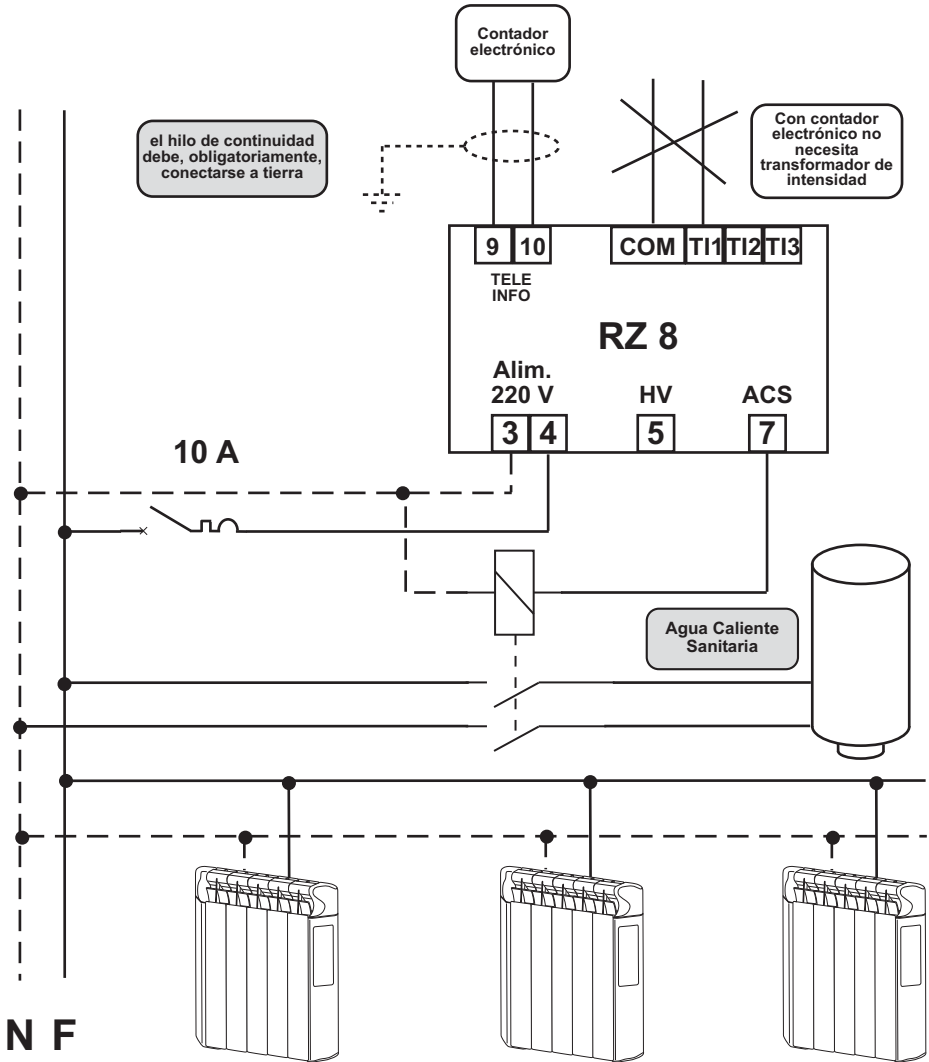 Contador
electrónico
el hilo de continuidad
debe, obligatoriamente,
conectarse a tierra
Con contador
electrónico no
necesita
transformador de
intensidad
9 10
COM TI1 TI2 TI3
TELE
INFO
RZ 8
Alim.
220 V
HV
ACS
3 4
5
7
10 A
Agua Caliente
Sanitaria
N F